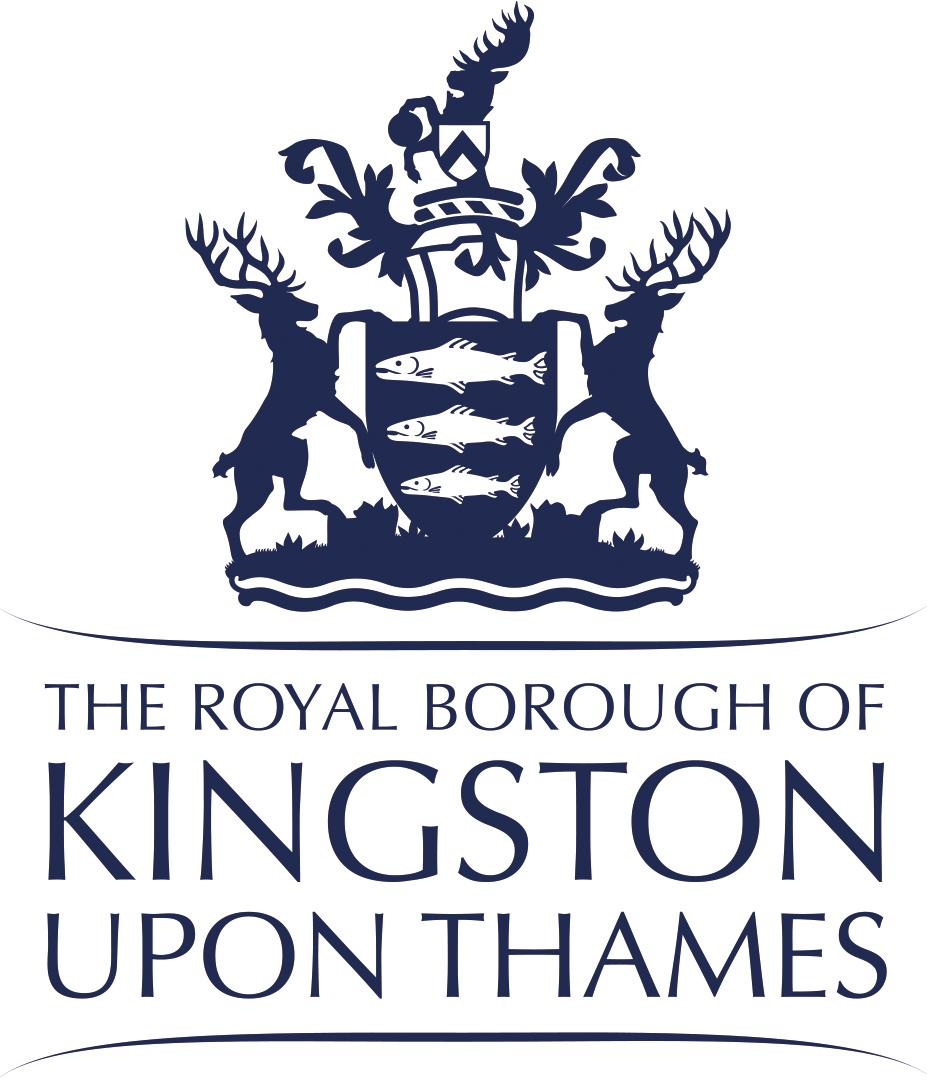 THE ROYAL BOROUGH OF
KINGSTON
UPON THAMES